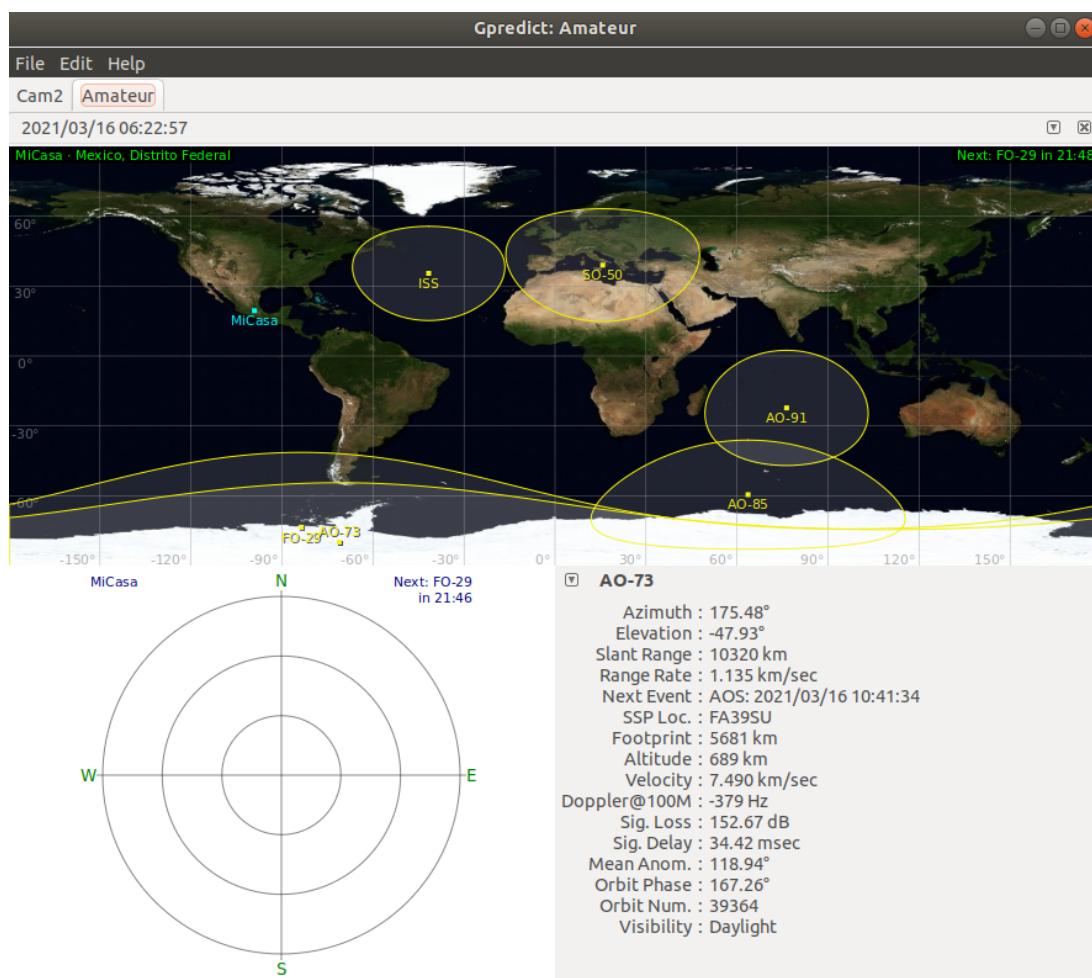 Gpredict: Amateur
File Edit Help
Cam2 Amateur
2021/03/16 06:22:57
MiCasa - Mexico, Distrito Federal
Next: FO-29 in 21:48
60°
30°
0°
-30°
-60°
ISS
SO-50
MiCasa
AO-91
AO-85
FO-29
AO-73
-150° -120° -90° -60° -30° 0° 30° 60° 90° 120° 150°
MiCasa
Next: FO-29
in 21:46
N
W
E
S
AO-73
Azimuth : 175.48°
Elevation : -47.93°
Slant Range : 10320 km
Range Rate : 1.135 km/sec
Next Event : AOS: 2021/03/16 10:41:34
SSP Loc. : FA39SU
Footprint : 5681 km
Altitude : 689 km
Velocity : 7.490 km/sec
Doppler@100M : -379 Hz
Sig. Loss : 152.67 dB
Sig. Delay : 34.42 msec
Mean Anom. : 118.94°
Orbit Phase : 167.26°
Orbit Num. : 39364
Visibility : Daylight